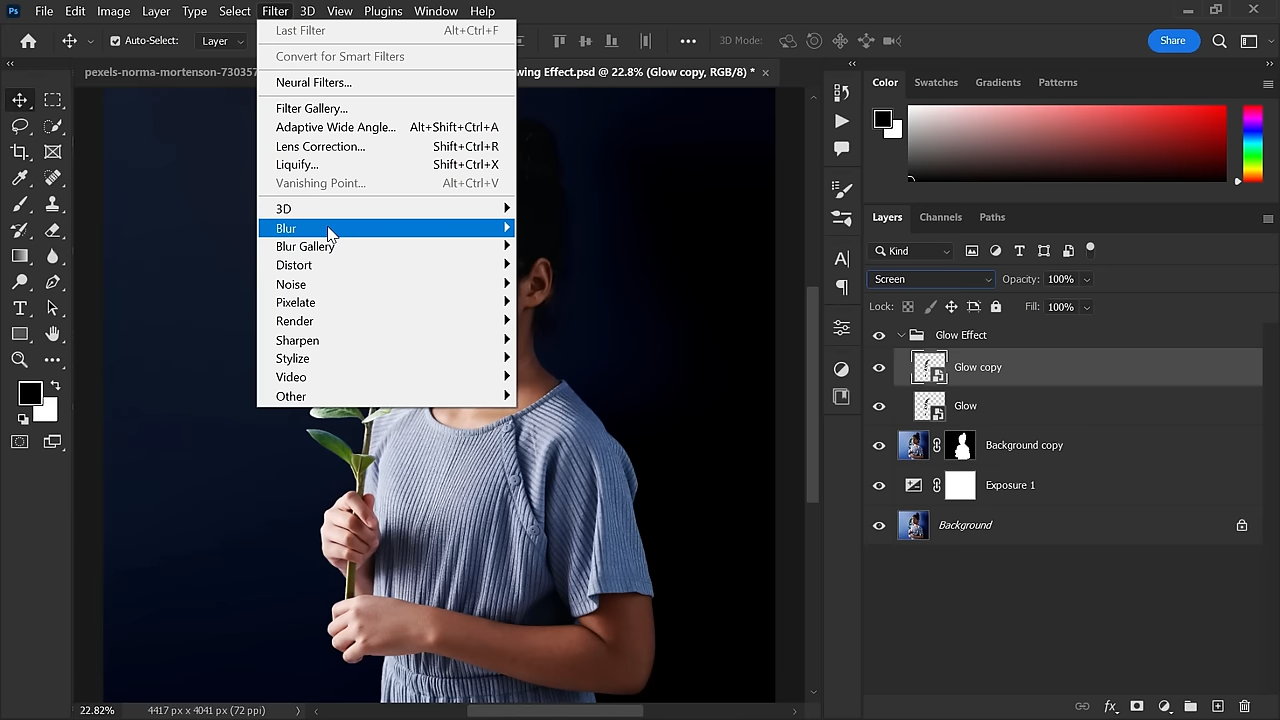 Ps File Edit Image Layer Type Select Filter 3D View Plugins Window Help
Auto-Select: Layer 3D Mode: Share
pexels-norma-mortenson-730357 wing Effect.psd @ 22.8% (Glow copy, RGB/8) *
Last Filter Alt+Ctrl+F
Convert for Smart Filters
Neural Filters...
Filter Gallery...
Adaptive Wide Angle... Alt+Shift+Ctrl+A
Lens Correction... Shift+Ctrl+R
Liquify... Shift+Ctrl+X
Vanishing Point... Alt+Ctrl+V
3D
Blur
Blur Gallery
Distort
Noise
Pixelate
Render
Sharpen
Stylize
Video
Other
Color Swatches Gradients Patterns
Layers Channels Paths
Kind
Screen Opacity: 100%
Lock: Fill: 100%
Glow Effect
Glow copy
Glow
Background copy
Exposure 1
Background
22.82% 4417 px x 4041 px (72 ppi)